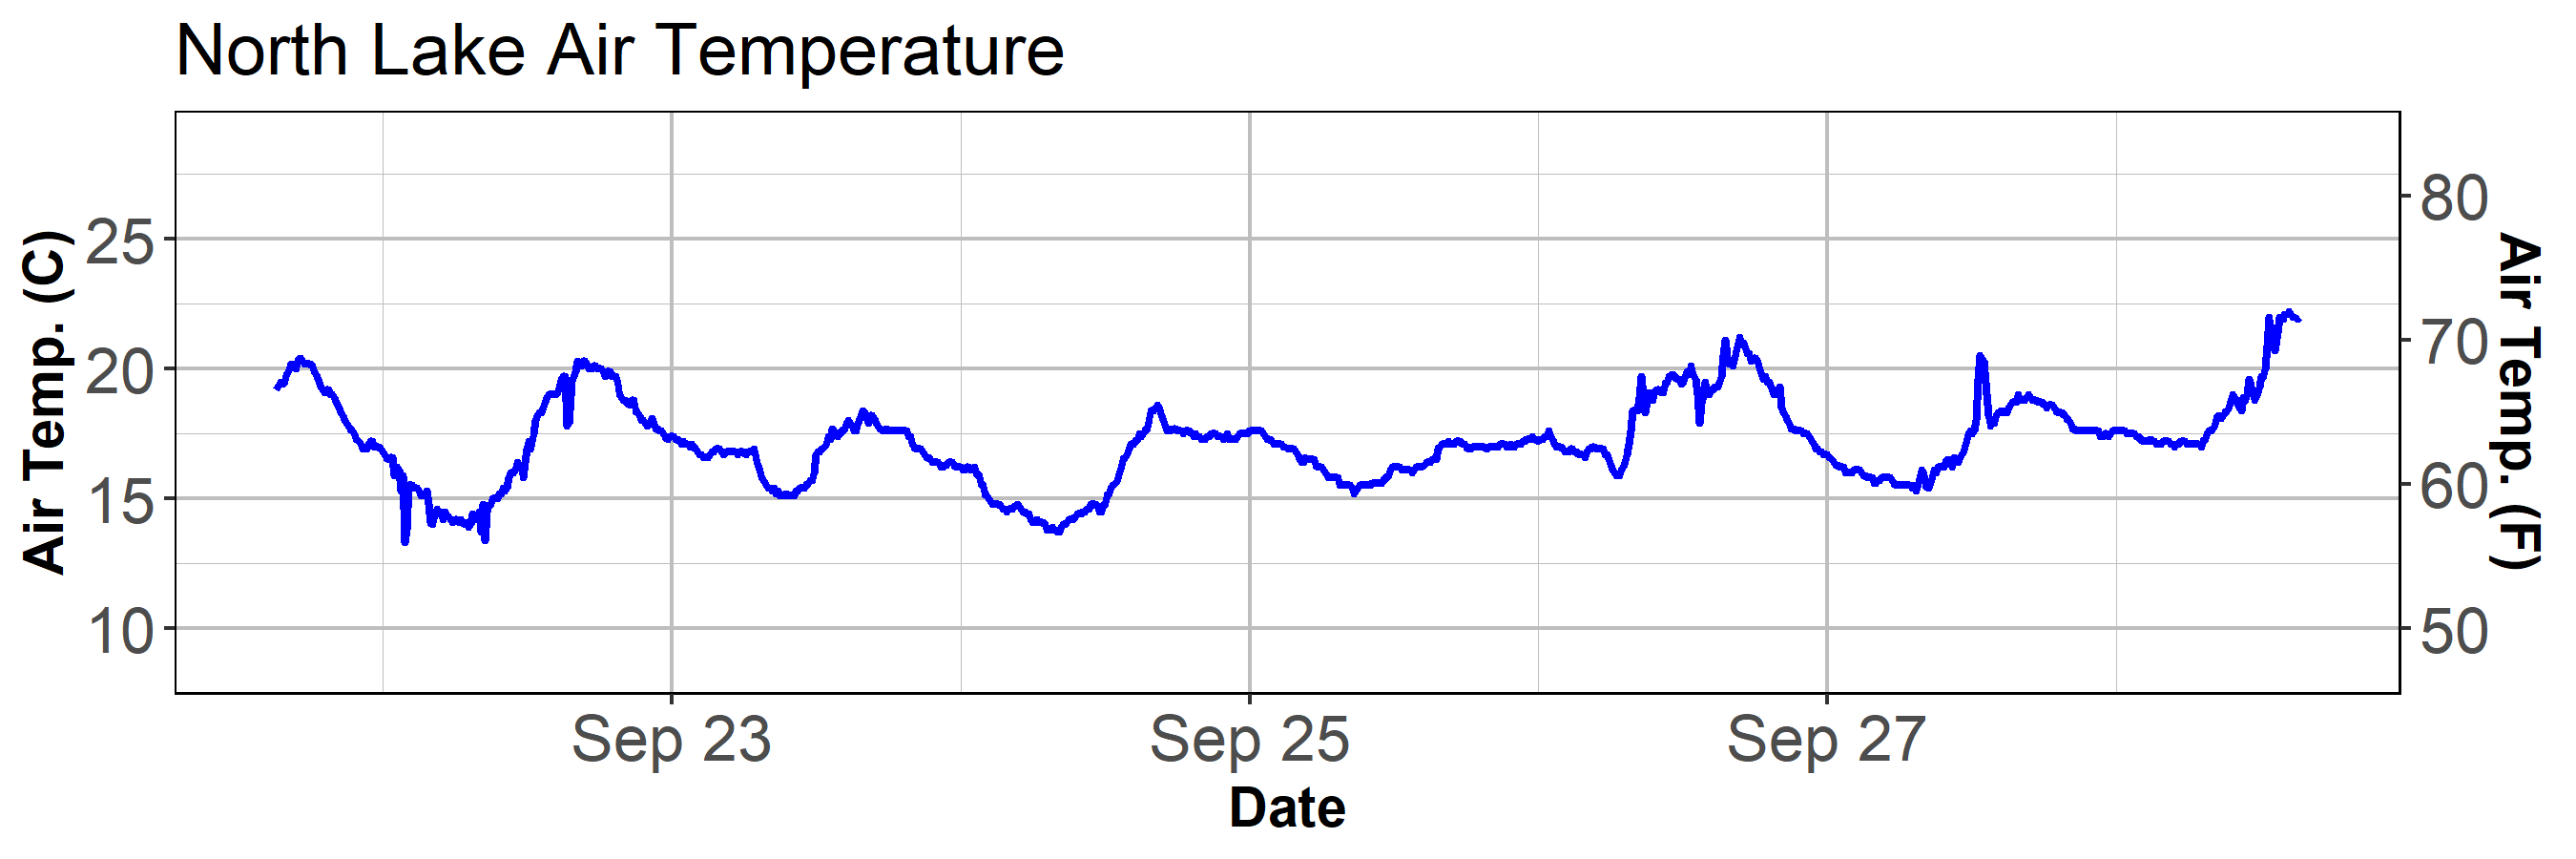 North Lake Air Temperature
Air Temp. (C)
25
20
15
10
80
70
60
50
Air Temp. (F)
Sep 23
Sep 25
Sep 27
Date